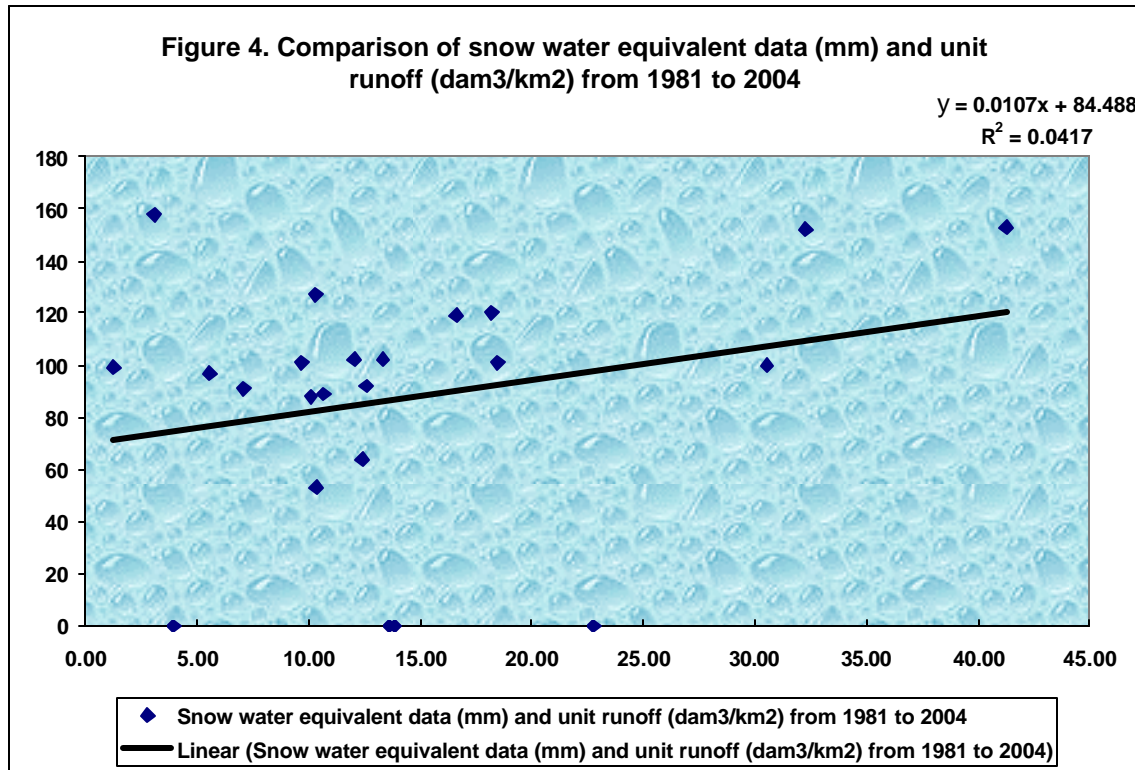 Figure 4. Comparison of snow water equivalent data (mm) and unit
runoff (dam3/km2) from 1981 to 2004
y = 0.0107x + 84.488
R² = 0.0417
180
160
140
120
100
80
60
40
20
0
0.00 5.00 10.00 15.00 20.00 25.00 30.00 35.00 40.00 45.00
Snow water equivalent data (mm) and unit runoff (dam3/km2) from 1981 to 2004
Linear (Snow water equivalent data (mm) and unit runoff (dam3/km2) from 1981 to 2004)